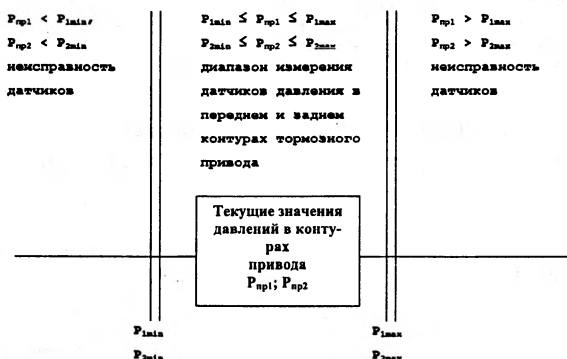 Pпр1 < P1min,
Pпр2 < P2min
неисправность
датчиков
P1min ≤ Pпр1 ≤ P1max
P2min ≤ Pпр2 ≤ P2max
диапазон измерения
датчиков давления в
переднем и заднем
контурах тормозного
привода
Pпр1 > P1max
Pпр2 > P2max
неисправность
датчиков
Текущие значения
давлений в конту-
рах
привода
Pпр1; Pпр2
P1min
P2min
P1max
P2max